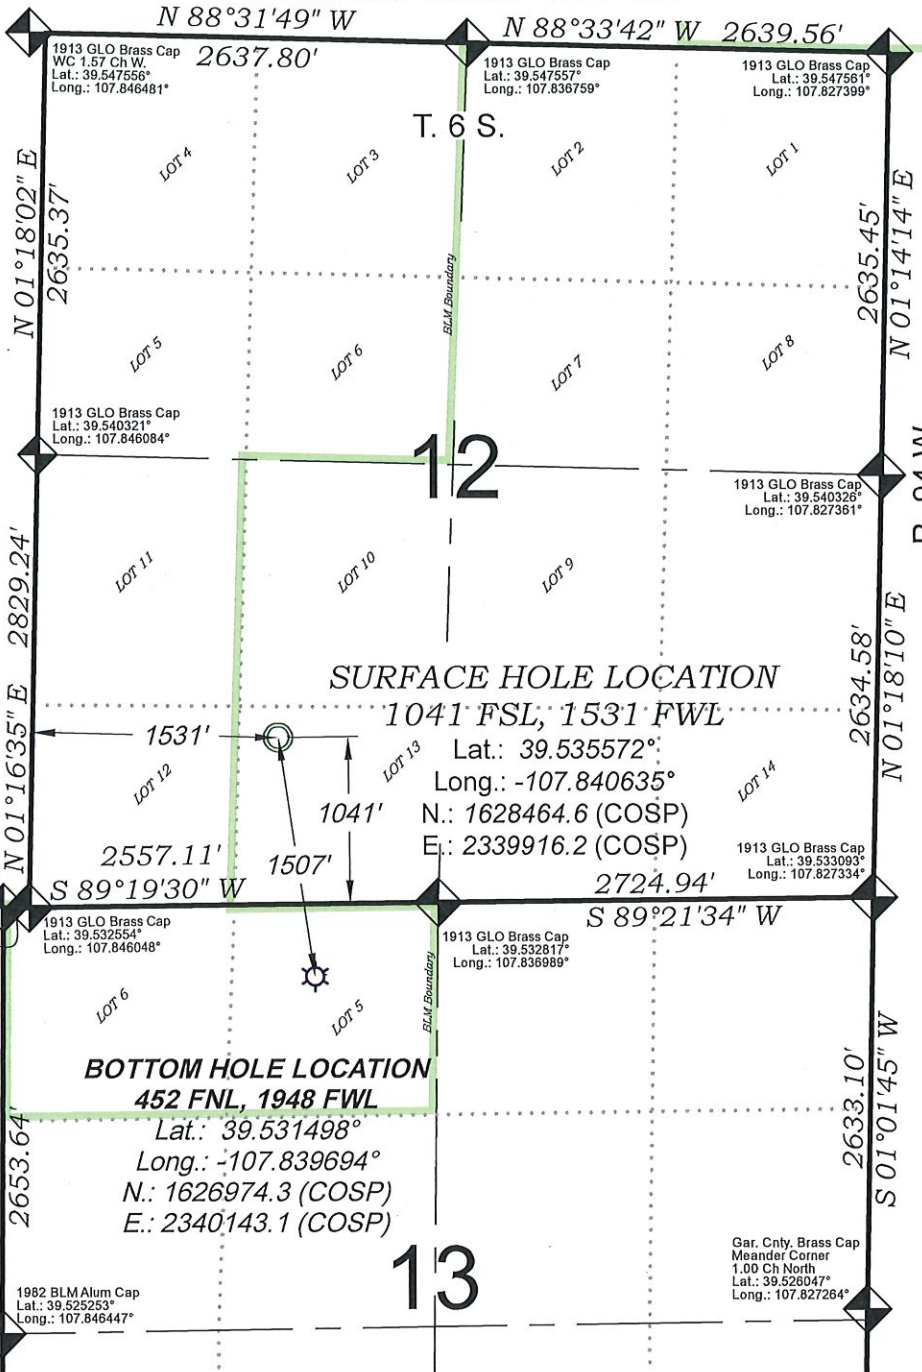 N 88°31'49" W
2637.80'
N 88°33'42" W 2639.56'
1913 GLO Brass Cap
WC 1.57 Ch W.
Lat.: 39.547556°
Long.: 107.846481°
1913 GLO Brass Cap
Lat.: 39.547557°
Long.: 107.836759°
1913 GLO Brass Cap
Lat.: 39.547561°
Long.: 107.827399°
T. 6 S.
LOT 4
LOT 3
LOT 2
LOT 1
N 01°18'02" E
2635.37'
2635.45'
N 01°14'14" E
BLM Boundary
LOT 5
LOT 6
LOT 7
LOT 8
1913 GLO Brass Cap
Lat.: 39.540321°
Long.: 107.846084°
12
1913 GLO Brass Cap
Lat.: 39.540326°
Long.: 107.827361°
LOT 11
LOT 10
LOT 9
N 01°16'35" E 2829.24'
2634.58'
N 01°18'10" E
SURFACE HOLE LOCATION
1041 FSL, 1531 FWL
Lat.: 39.535572°
Long.: -107.840635°
N.: 1628464.6 (COSP)
E.: 2339916.2 (COSP)
1531'
LOT 12
LOT 13
LOT 14
1041'
1507'
2557.11'
S 89°19'30" W
1913 GLO Brass Cap
Lat.: 39.533093°
Long.: 107.827334°
2724.94'
S 89°21'34" W
1913 GLO Brass Cap
Lat.: 39.532554°
Long.: 107.846048°
1913 GLO Brass Cap
Lat.: 39.532817°
Long.: 107.836989°
LOT 6
LOT 5
BLM Boundary
BOTTOM HOLE LOCATION
452 FNL, 1948 FWL
Lat.: 39.531498°
Long.: -107.839694°
N.: 1626974.3 (COSP)
E.: 2340143.1 (COSP)
2653.64'
2633.10'
S 01°01'45" W
13
Gar. Cnty. Brass Cap
Meander Corner
1.00 Ch North
Lat.: 39.526047°
Long.: 107.827264°
1982 BLM Alum Cap
Lat.: 39.525253°
Long.: 107.846447°